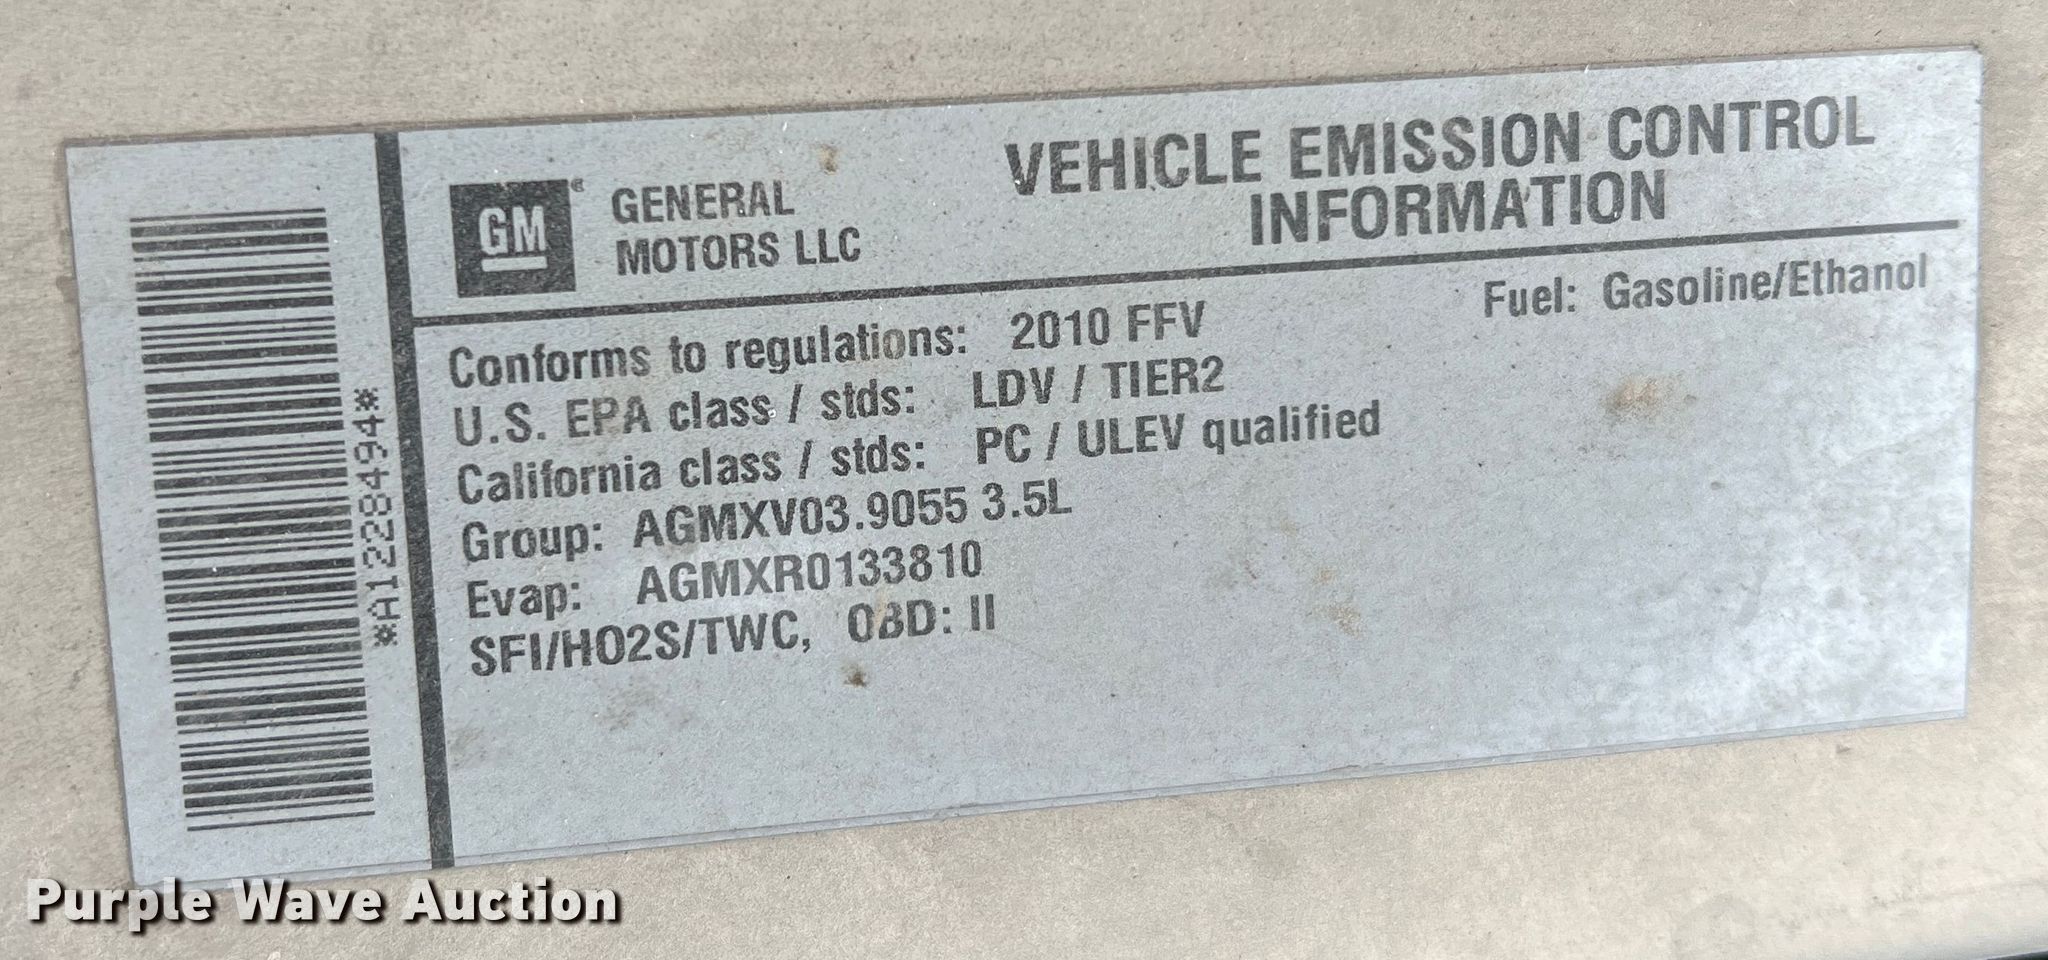 GM
GENERAL
MOTORS LLC
VEHICLE EMISSION CONTROL
INFORMATION
Fuel: Gasoline/Ethanol
Conforms to regulations: 2010 FFV
U.S. EPA class / stds: LDV / TIER2
California class / stds: PC / ULEV qualified
Group: AGMXV03.9055 3.5L
Evap: AGMXR0133810
SFI/HO2S/TWC, OBD: II
*A12284494*
Purple Wave Auction